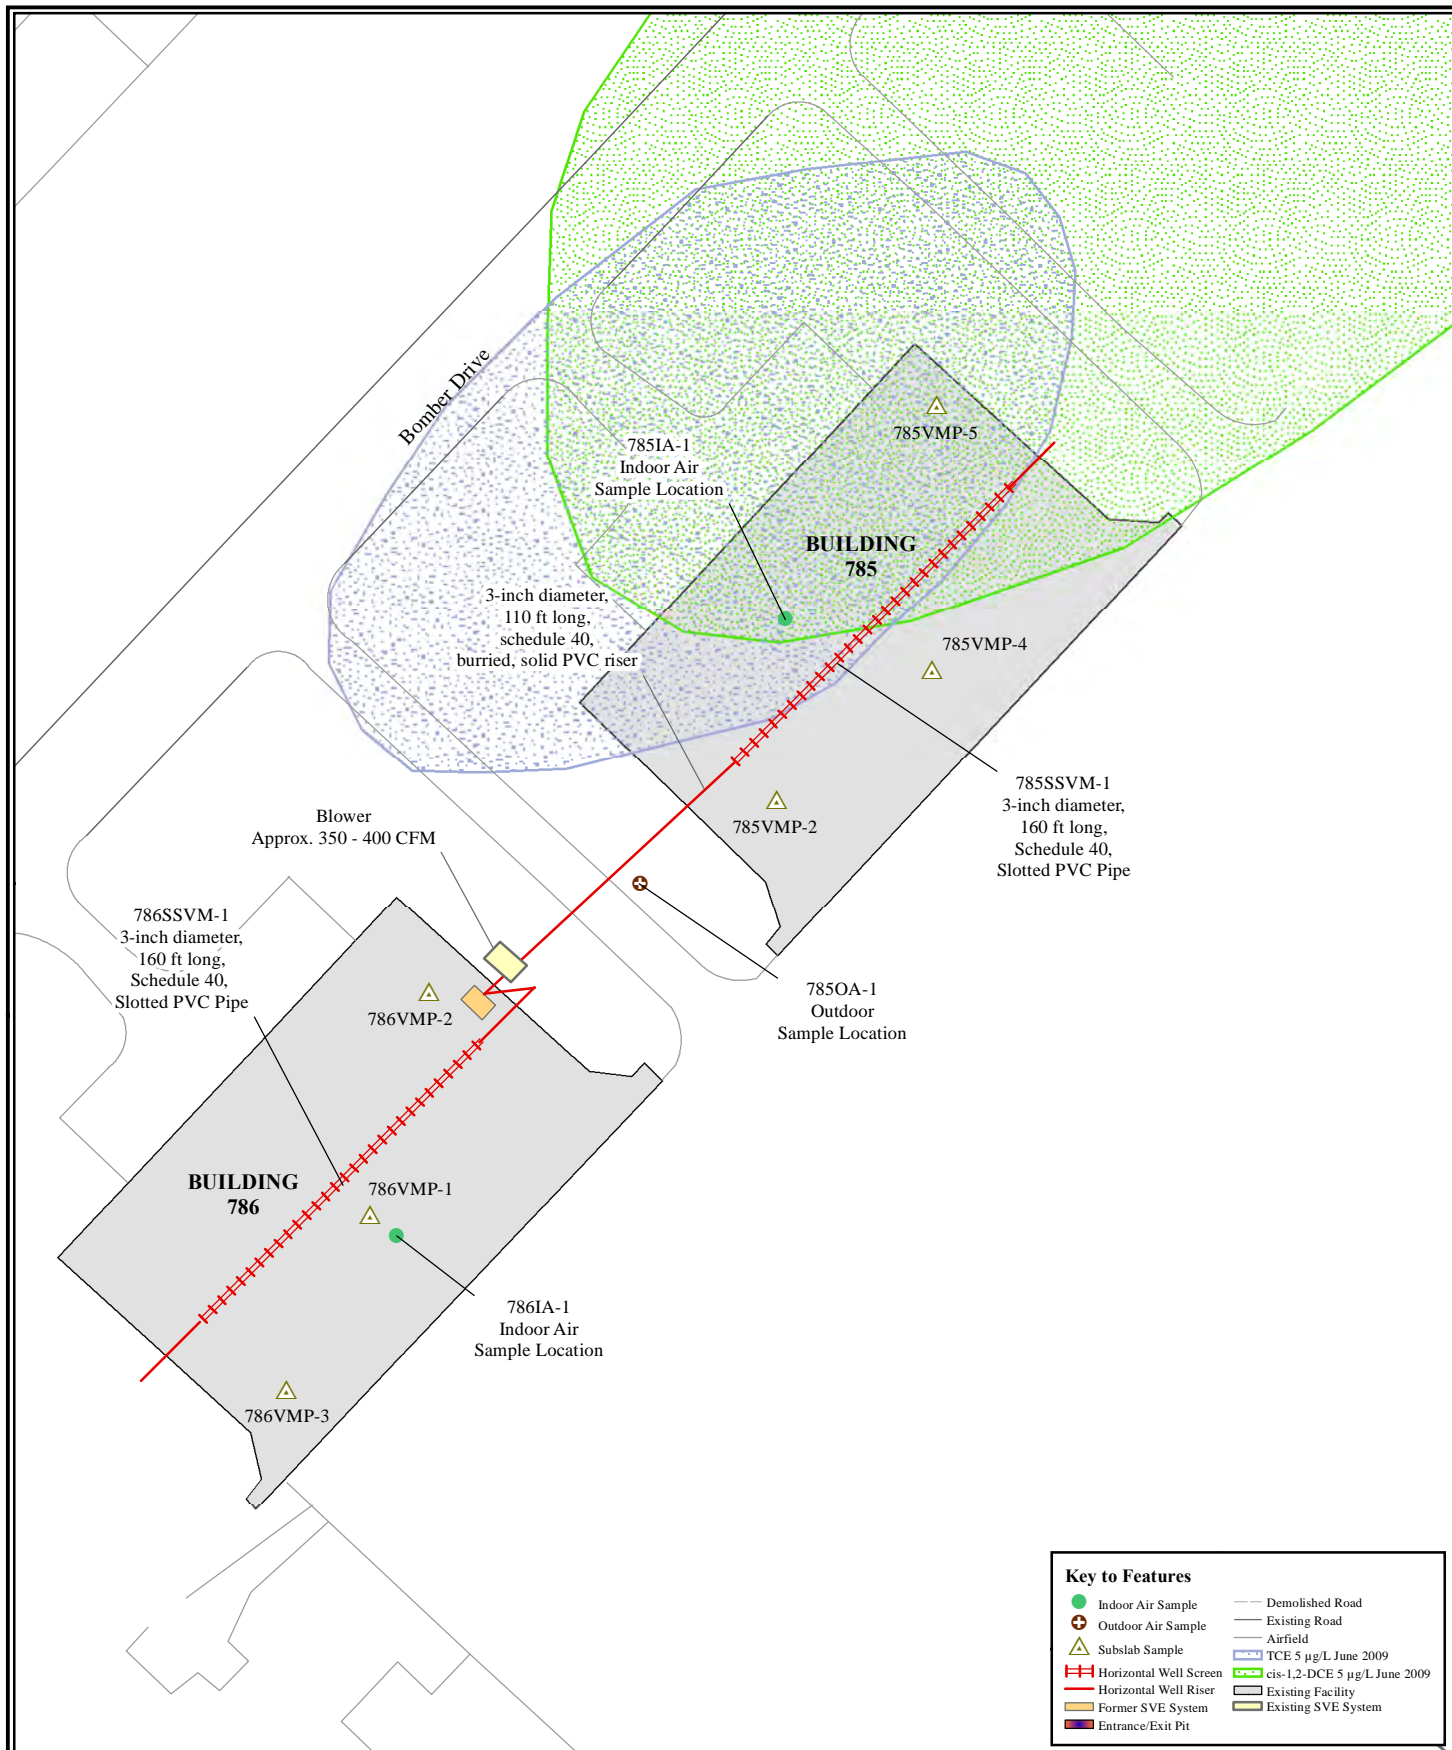 Bomber Drive
785VMP-5
785IA-1
Indoor Air
Sample Location
BUILDING
785
3-inch diameter,
110 ft long,
schedule 40,
burried, solid PVC riser
785VMP-4
785SSVM-1
3-inch diameter,
160 ft long,
Schedule 40,
Slotted PVC Pipe
785VMP-2
Blower
Approx. 350 - 400 CFM
786SSVM-1
3-inch diameter,
160 ft long,
Schedule 40,
Slotted PVC Pipe
786VMP-2
785OA-1
Outdoor
Sample Location
BUILDING
786
786VMP-1
786IA-1
Indoor Air
Sample Location
786VMP-3
Key to Features
Indoor Air Sample
Outdoor Air Sample
Subslab Sample
Horizontal Well Screen
Horizontal Well Riser
Former SVE System
Entrance/Exit Pit
Demolished Road
Existing Road
Airfield
TCE 5 µg/L June 2009
cis-1,2-DCE 5 µg/L June 2009
Existing Facility
Existing SVE System